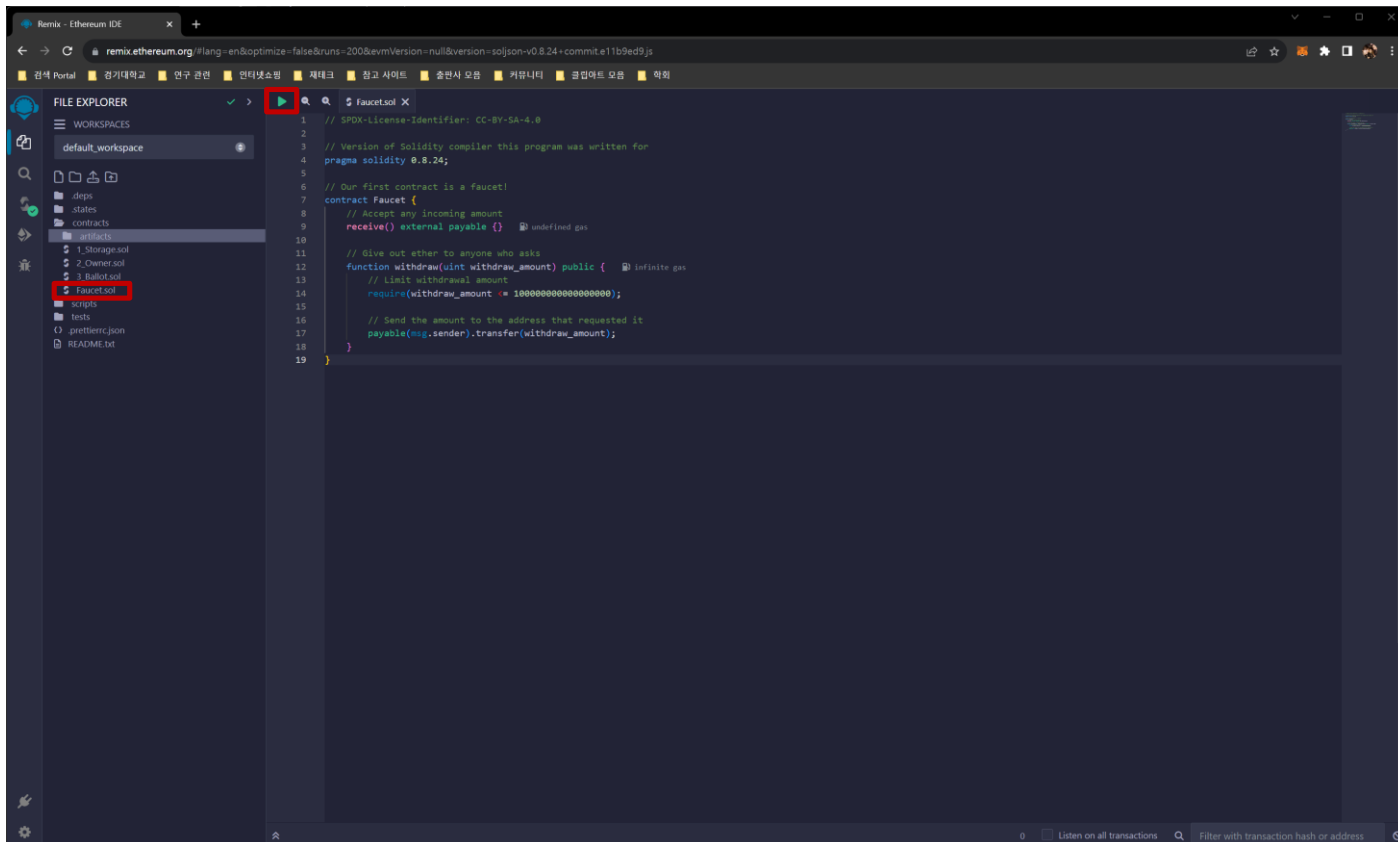 Remix - Ethereum IDE
remix.ethereum.org/#lang=en&optimize=false&runs=200&evmVersion=null&version=soljson-v0.8.24+commit.e11b9ed9.js
검색 Portal 경기대학교 연구 관련 인터넷쇼핑 재테크 참고 사이트 출판사 모음 커뮤니티 클립아트 모음 학회
FILE EXPLORER
WORKSPACES
default_workspace
.deps
.states
contracts
artifacts
1_Storage.sol
2_Owner.sol
3_Ballot.sol
Faucet.sol
scripts
tests
.prettierrc.json
README.txt
Faucet.sol
1 // SPDX-License-Identifier: CC-BY-SA-4.0
2
3 // Version of Solidity compiler this program was written for
4 pragma solidity 0.8.24;
5
6 // Our first contract is a faucet!
7 contract Faucet {
8 // Accept any incoming amount
9 receive() external payable {} undefined gas
10
11 // Give out ether to anyone who asks
12 function withdraw(uint withdraw_amount) public { infinite gas
13 // Limit withdrawal amount
14 require(withdraw_amount <= 100000000000000000);
15
16 // Send the amount to the address that requested it
17 payable(msg.sender).transfer(withdraw_amount);
18 }
19 }
0 Listen on all transactions Filter with transaction hash or address